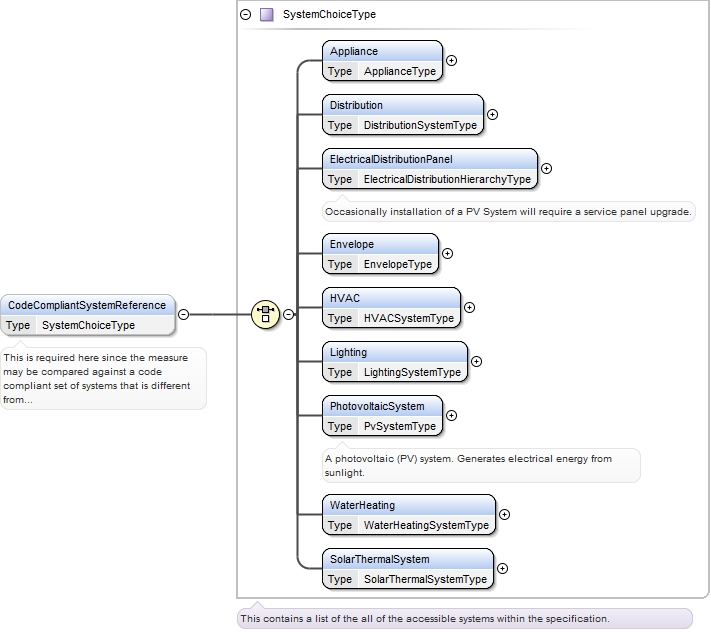 SystemChoiceType
Appliance
Type ApplianceType
Distribution
Type DistributionSystemType
ElectricalDistributionPanel
Type ElectricalDistributionHierarchyType
Occasionally installation of a PV System will require a service panel upgrade.
Envelope
Type EnvelopeType
CodeCompliantSystemReference
Type SystemChoiceType
This is required here since the measure
may be compared against a code
compliant set of systems that is different
from...
HVAC
Type HVACSystemType
Lighting
Type LightingSystemType
PhotovoltaicSystem
Type PvSystemType
A photovoltaic (PV) system. Generates electrical energy from
sunlight.
WaterHeating
Type WaterHeatingSystemType
SolarThermalSystem
Type SolarThermalSystemType
This contains a list of the all of the accessible systems within the specification.